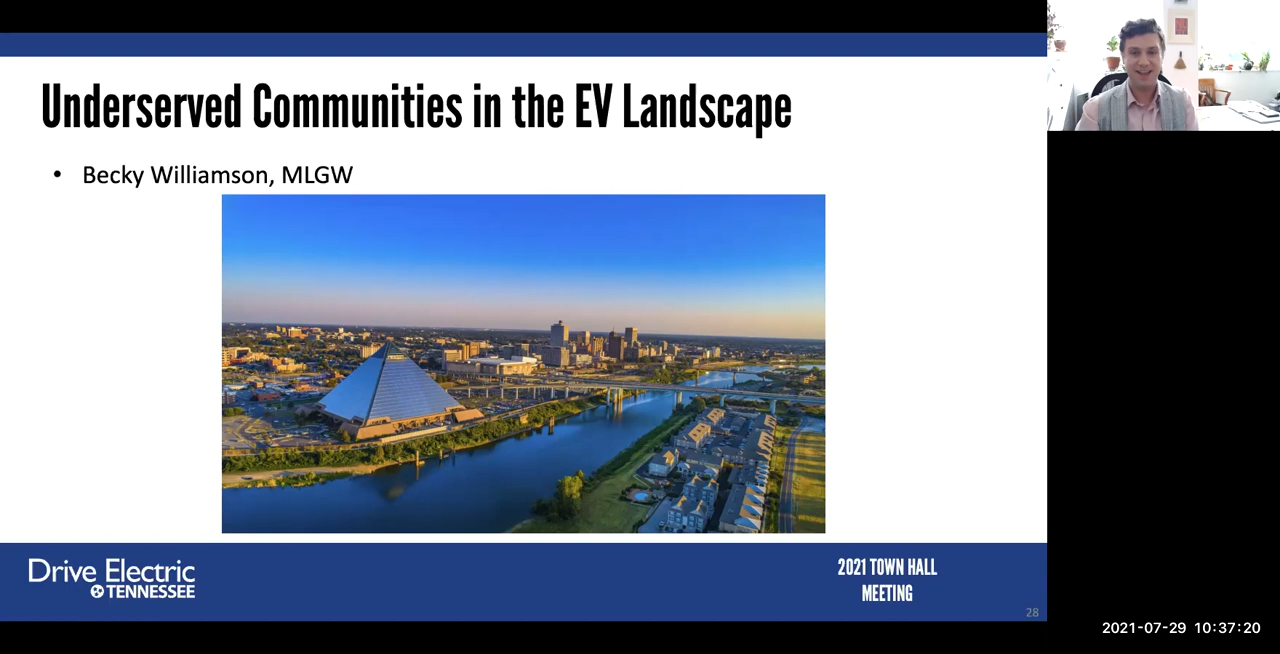 Underserved Communities in the EV Landscape
• Becky Williamson, MLGW
Drive Electric
TENNESSEE
2021 TOWN HALL
MEETING
28
2021-07-29 10:37:20